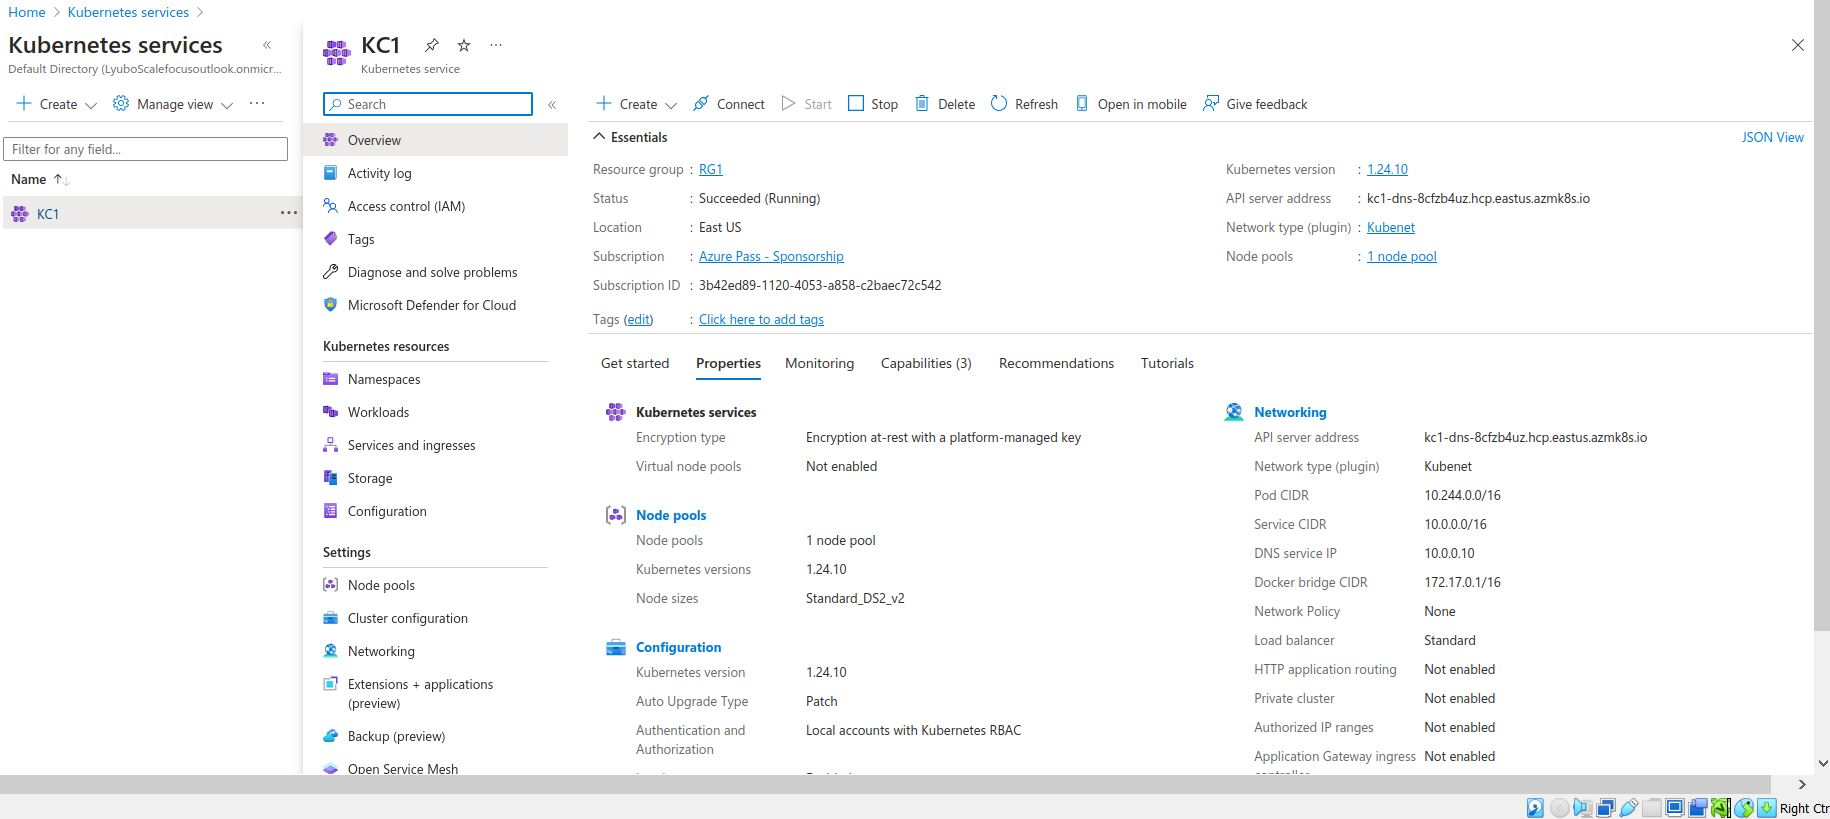 Home > Kubernetes services >
Kubernetes services «
Default Directory (LyuboScalefocusoutlook.onmicr...
Create Manage view ...
Filter for any field...
Name ↑↓
KC1 ...
KC1 ...
Kubernetes service
Search «
Overview
Activity log
Access control (IAM)
Tags
Diagnose and solve problems
Microsoft Defender for Cloud
Kubernetes resources
Namespaces
Workloads
Services and ingresses
Storage
Configuration
Settings
Node pools
Cluster configuration
Networking
Extensions + applications
(preview)
Backup (preview)
Open Service Mesh
Create Connect Start Stop Delete Refresh Open in mobile Give feedback
Essentials JSON View
Resource group : RG1
Status : Succeeded (Running)
Location : East US
Subscription : Azure Pass - Sponsorship
Subscription ID : 3b42ed89-1120-4053-a858-c2baec72c542
Tags (edit) : Click here to add tags
Kubernetes version : 1.24.10
API server address : kc1-dns-8cfzb4uz.hcp.eastus.azmk8s.io
Network type (plugin) : Kubenet
Node pools : 1 node pool
Get started Properties Monitoring Capabilities (3) Recommendations Tutorials
Kubernetes services
Encryption type Encryption at-rest with a platform-managed key
Virtual node pools Not enabled
Node pools
Node pools 1 node pool
Kubernetes versions 1.24.10
Node sizes Standard_DS2_v2
Configuration
Kubernetes version 1.24.10
Auto Upgrade Type Patch
Authentication and Local accounts with Kubernetes RBAC
Authorization
Networking
API server address kc1-dns-8cfzb4uz.hcp.eastus.azmk8s.io
Network type (plugin) Kubenet
Pod CIDR 10.244.0.0/16
Service CIDR 10.0.0.0/16
DNS service IP 10.0.0.10
Docker bridge CIDR 172.17.0.1/16
Network Policy None
Load balancer Standard
HTTP application routing Not enabled
Private cluster Not enabled
Authorized IP ranges Not enabled
Application Gateway ingress Not enabled
Right Ctr